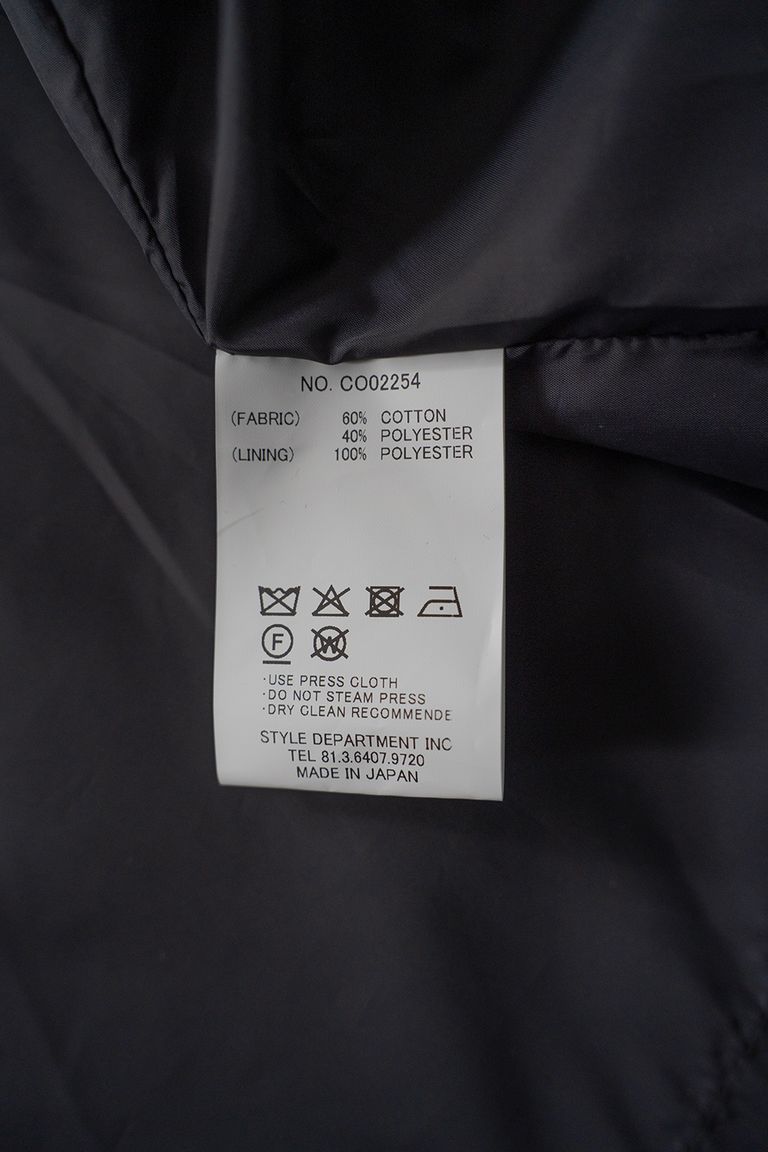 NO. CO02254
(FABRIC) 60% COTTON
40% POLYESTER
(LINING) 100% POLYESTER
F W
·USE PRESS CLOTH
·DO NOT STEAM PRESS
·DRY CLEAN RECOMMENDE
STYLE DEPARTMENT INC
TEL 81.3.6407.9720
MADE IN JAPAN